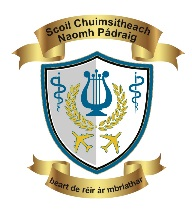 Scoil Chuimsitheach
Naomh Pádraig
beart de réir ár mbriathar